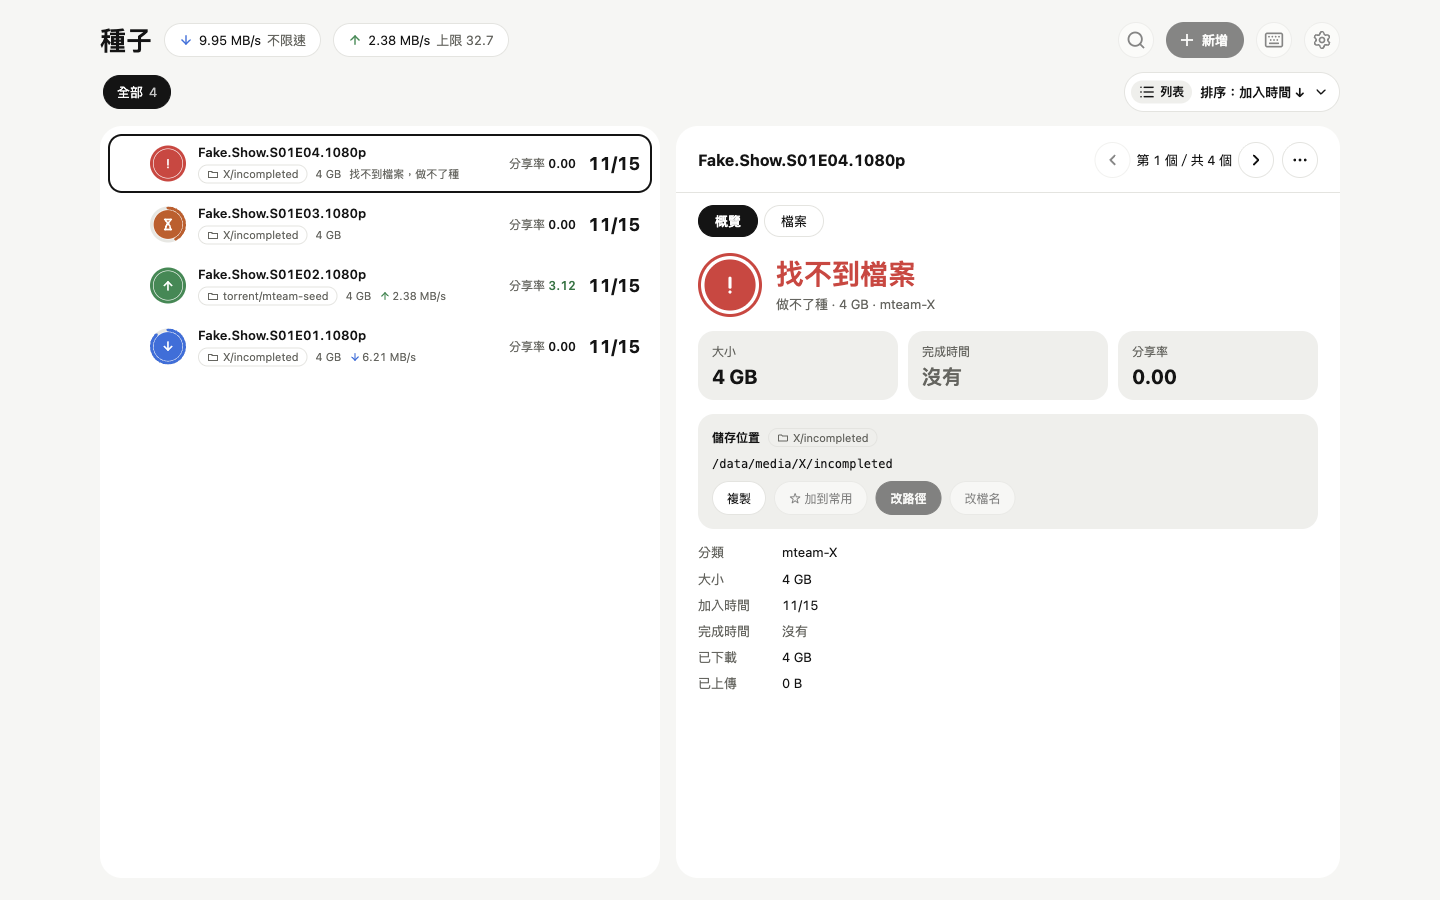 種子 9.95 MB/s 不限速 2.38 MB/s 上限 32.7 新增
全部 4 列表 排序：加入時間
Fake.Show.S01E04.1080p
X/incompleted 4 GB 找不到檔案，做不了種
分享率 0.00 11/15
Fake.Show.S01E03.1080p
X/incompleted 4 GB
分享率 0.00 11/15
Fake.Show.S01E02.1080p
torrent/mteam-seed 4 GB 2.38 MB/s
分享率 3.12 11/15
Fake.Show.S01E01.1080p
X/incompleted 4 GB 6.21 MB/s
分享率 0.00 11/15
Fake.Show.S01E04.1080p 第 1 個 / 共 4 個
概覽 檔案
找不到檔案
做不了種 · 4 GB · mteam-X
大小 完成時間 分享率
4 GB 沒有 0.00
儲存位置 X/incompleted
/data/media/X/incompleted
複製 加到常用 改路徑 改檔名
分類 mteam-X
大小 4 GB
加入時間 11/15
完成時間 沒有
已下載 4 GB
已上傳 0 B